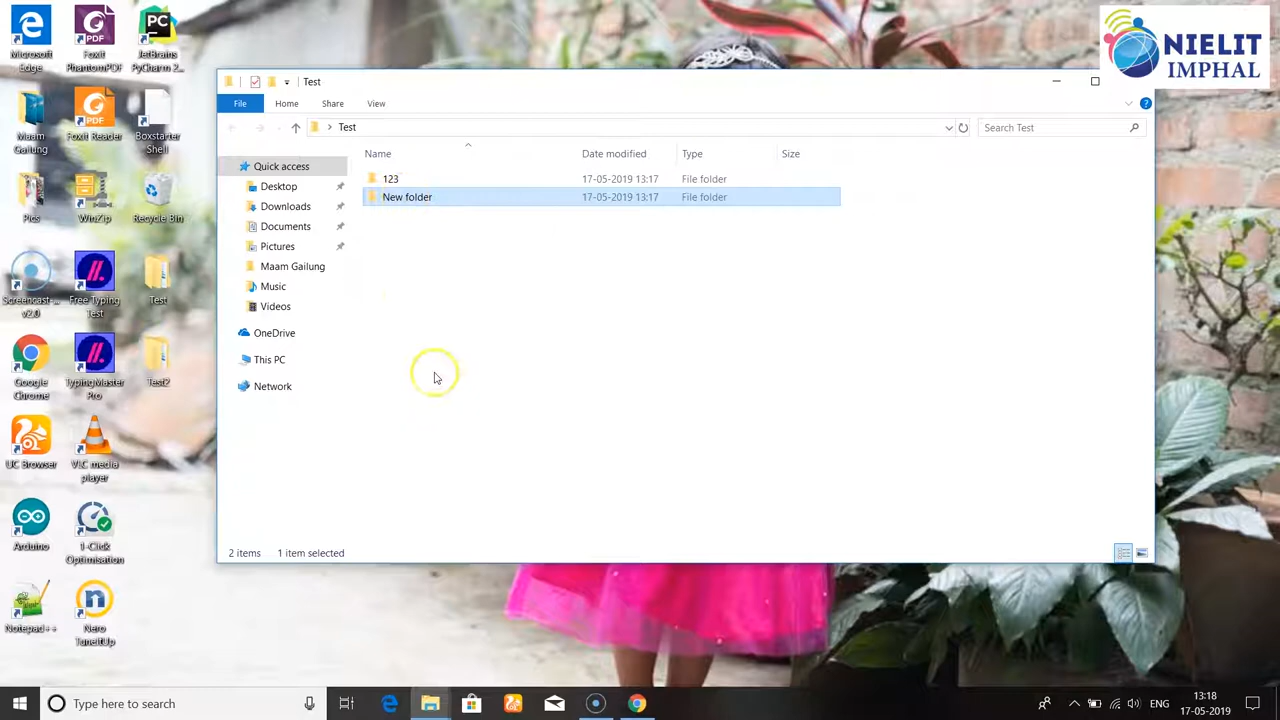 Microsoft Edge
Foxit PhantomPDF
JetBrains PyCharm 2...
Maam Gailung
Foxit Reader
Boxstarter Shell
Pics
WinZip
Recycle Bin
Screencast-... v2.0
Free Typing Test
Test
Google Chrome
TypingMaster Pro
Test2
UC Browser
VLC media player
Arduino
1-Click Optimisation
Notepad++
Nero TuneItUp
NIELIT
IMPHAL
PC
PDF
Test
File
Home
Share
View
Test
Search Test
Name
Date modified
Type
Size
123
17-05-2019 13:17
File folder
New folder
17-05-2019 13:17
File folder
Quick access
Desktop
Downloads
Documents
Pictures
Maam Gailung
Music
Videos
OneDrive
This PC
Network
2 items
1 item selected
Type here to search
ENG
13:18
17-05-2019